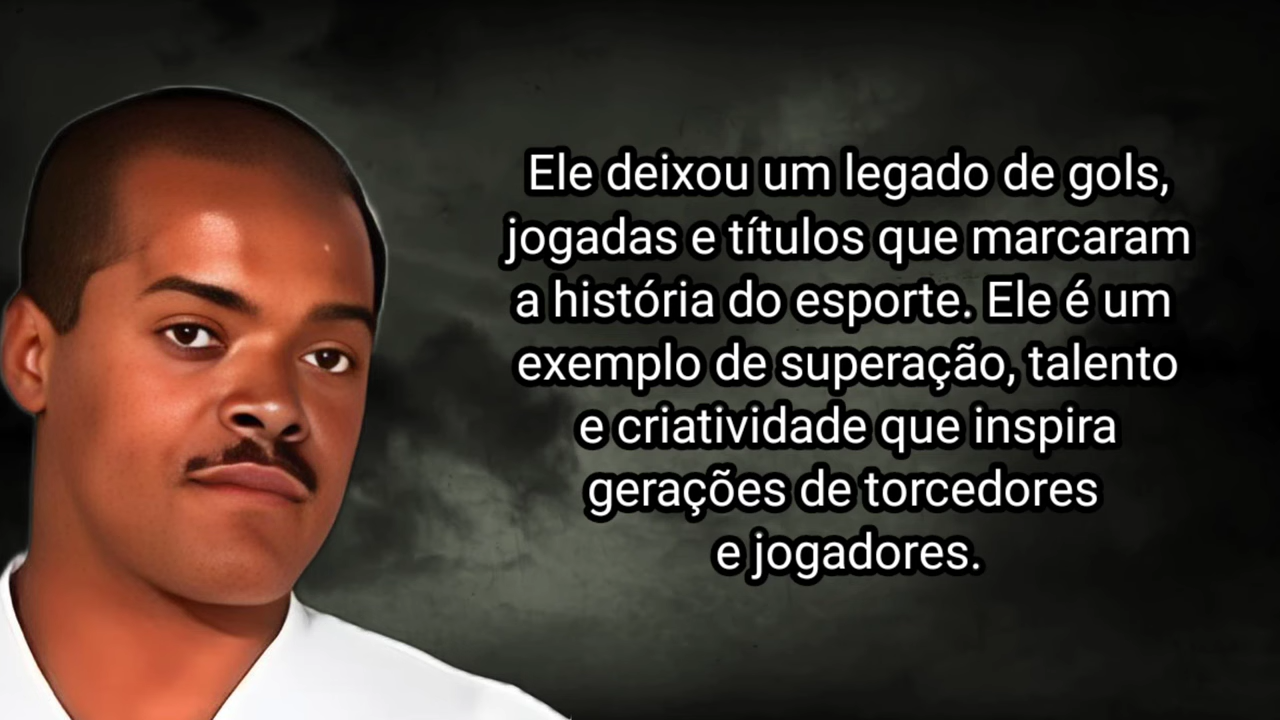 Ele deixou um legado de gols,
jogadas e títulos que marcaram
a história do esporte. Ele é um
exemplo de superação, talento
e criatividade que inspira
gerações de torcedores
e jogadores.